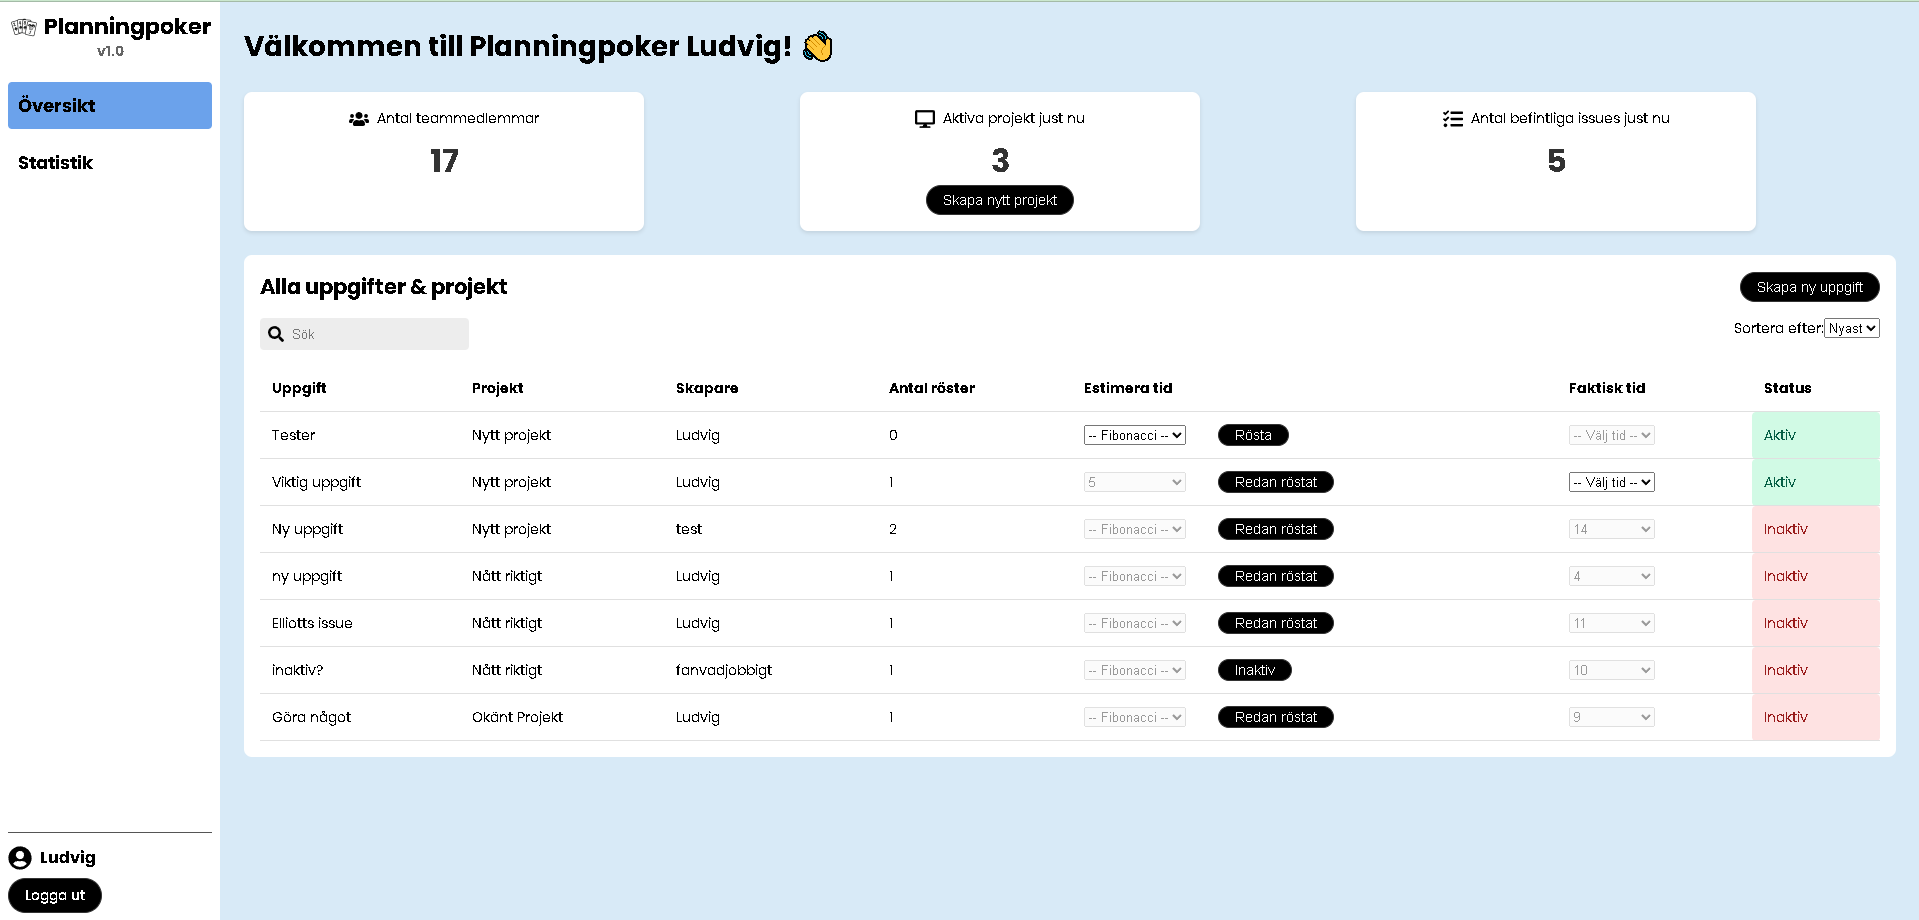 Planningpoker
v1.0
Översikt
Statistik
Ludvig
Logga ut
Välkommen till Planningpoker Ludvig! 👏
Antal teammedlemmar
17
Aktiva projekt just nu
3
Skapa nytt projekt
Antal befintliga issues just nu
5
Alla uppgifter & projekt
Skapa ny uppgift
Sök
Sortera efter: Nyast
Uppgift Projekt Skapare Antal röster Estimera tid Faktisk tid Status
Tester Nytt projekt Ludvig 0 -- Fibonacci -- Rösta -- Välj tid -- Aktiv
Viktig uppgift Nytt projekt Ludvig 1 5 Redan röstat -- Välj tid -- Aktiv
Ny uppgift Nytt projekt test 2 -- Fibonacci -- Redan röstat 14 Inaktiv
ny uppgift Nått riktigt Ludvig 1 -- Fibonacci -- Redan röstat 4 Inaktiv
Elliotts issue Nått riktigt Ludvig 1 -- Fibonacci -- Redan röstat 11 Inaktiv
inaktiv? Nått riktigt fanvadjobbigt 1 -- Fibonacci -- Inaktiv 10 Inaktiv
Göra något Okänt Projekt Ludvig 1 -- Fibonacci -- Redan röstat 9 Inaktiv